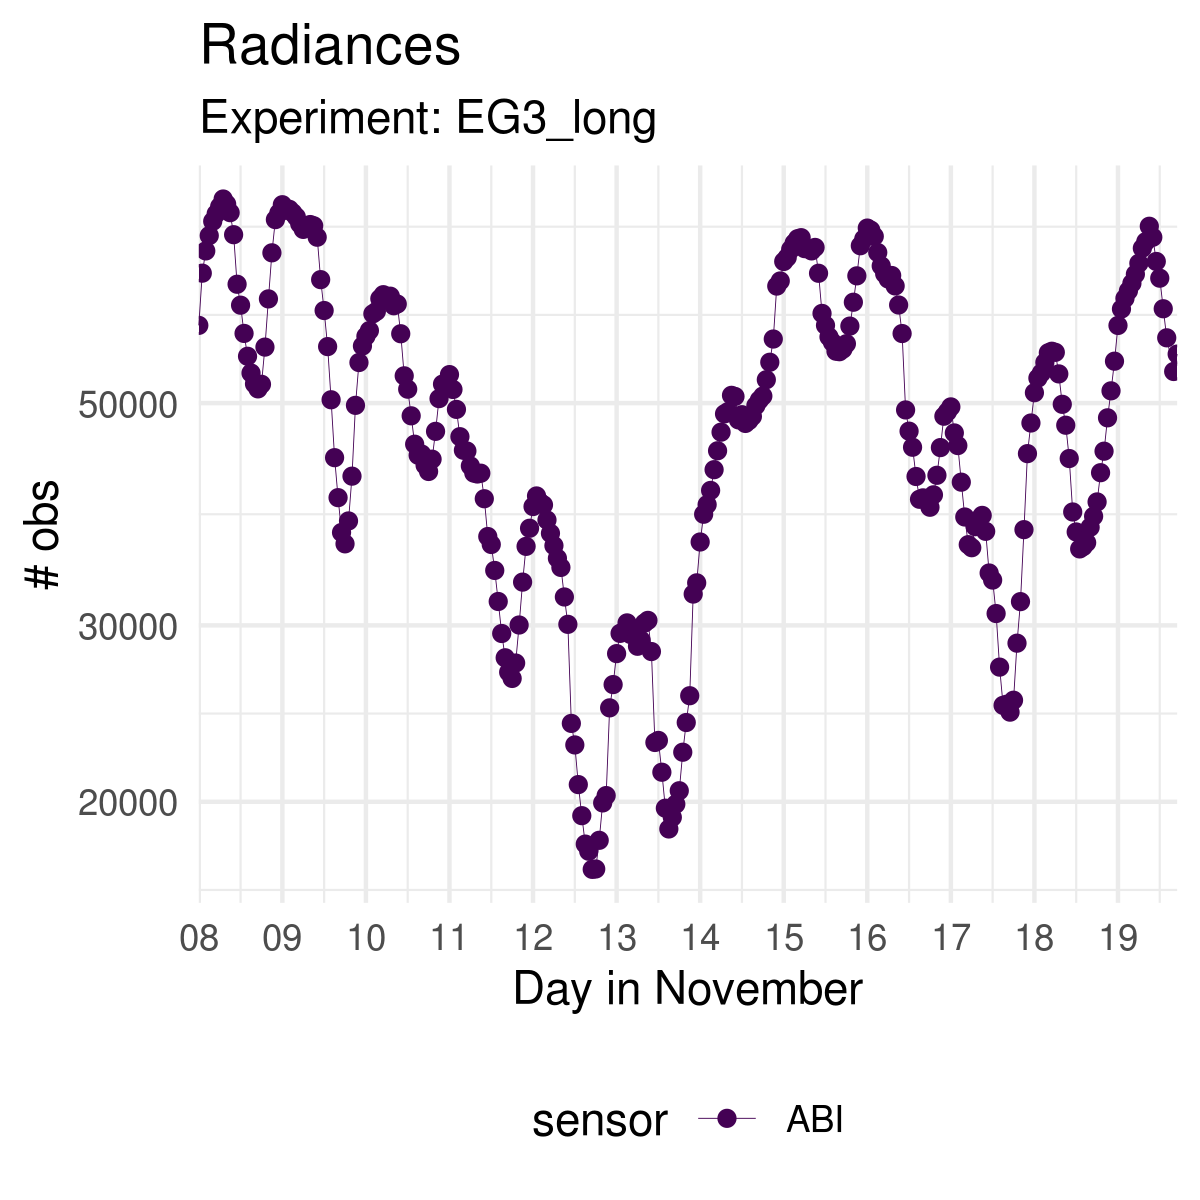 Radiances
Experiment: EG3_long
# obs
50000
30000
20000
08 09 10 11 12 13 14 15 16 17 18 19
Day in November
sensor ABI